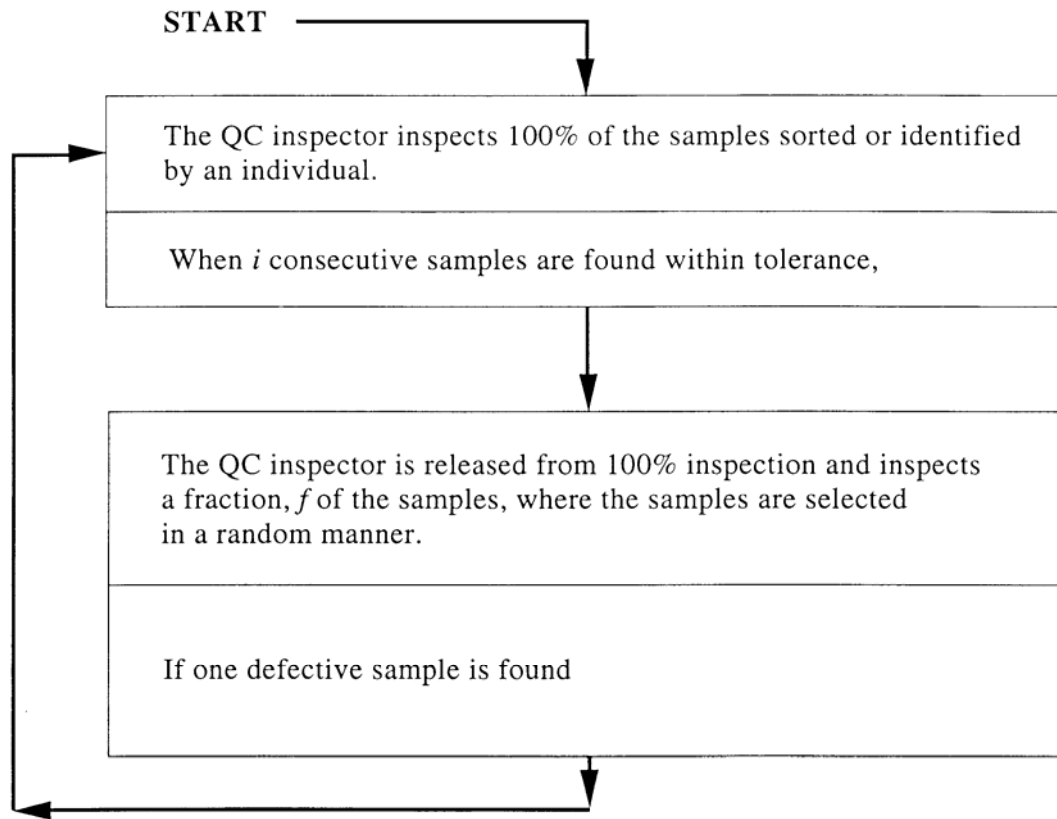 START
The QC inspector inspects 100% of the samples sorted or identified
by an individual.
When i consecutive samples are found within tolerance,
The QC inspector is released from 100% inspection and inspects
a fraction, f of the samples, where the samples are selected
in a random manner.
If one defective sample is found